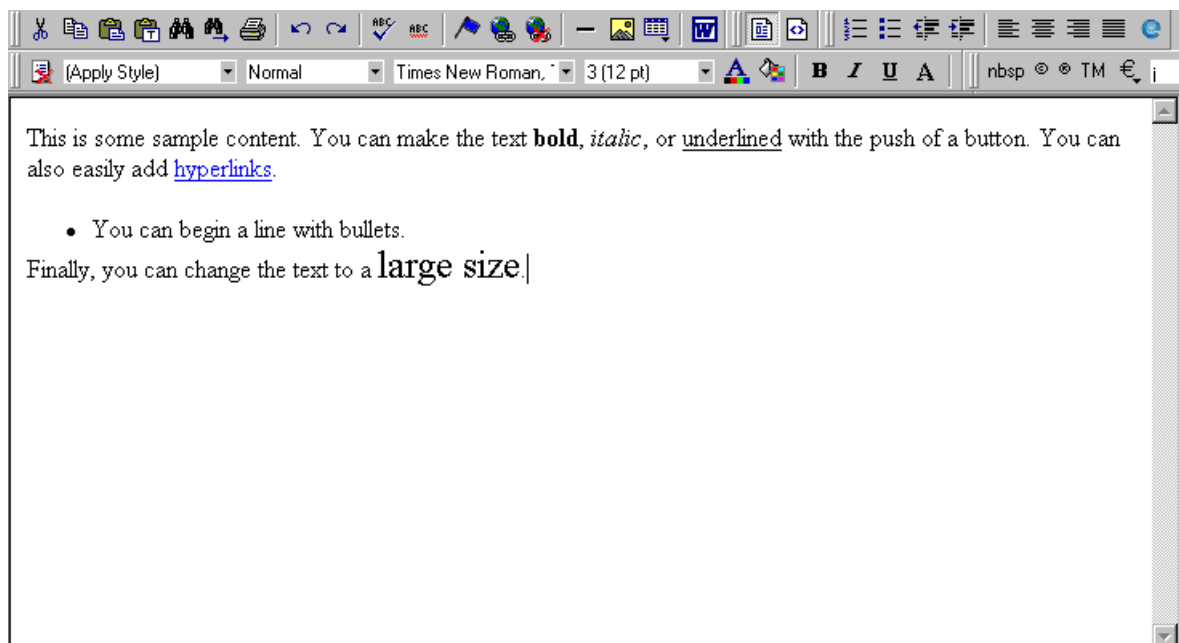 ABC ABC W
(Apply Style) Normal Times New Roman, 3 (12 pt) A B I U A nbsp © ® TM € ¡
This is some sample content. You can make the text bold, italic, or underlined with the push of a button. You can
also easily add hyperlinks.
• You can begin a line with bullets.
Finally, you can change the text to a large size.